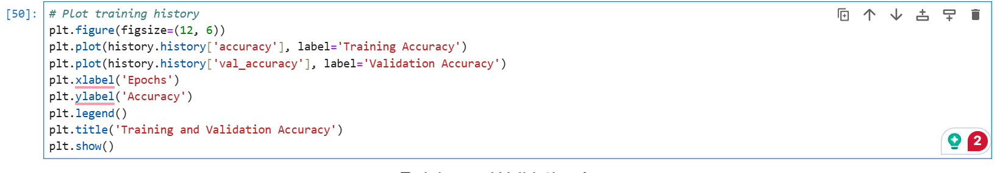 [50]: # Plot training history
plt.figure(figsize=(12, 6))
plt.plot(history.history['accuracy'], label='Training Accuracy')
plt.plot(history.history['val_accuracy'], label='Validation Accuracy')
plt.xlabel('Epochs')
plt.ylabel('Accuracy')
plt.legend()
plt.title('Training and Validation Accuracy')
plt.show()
2